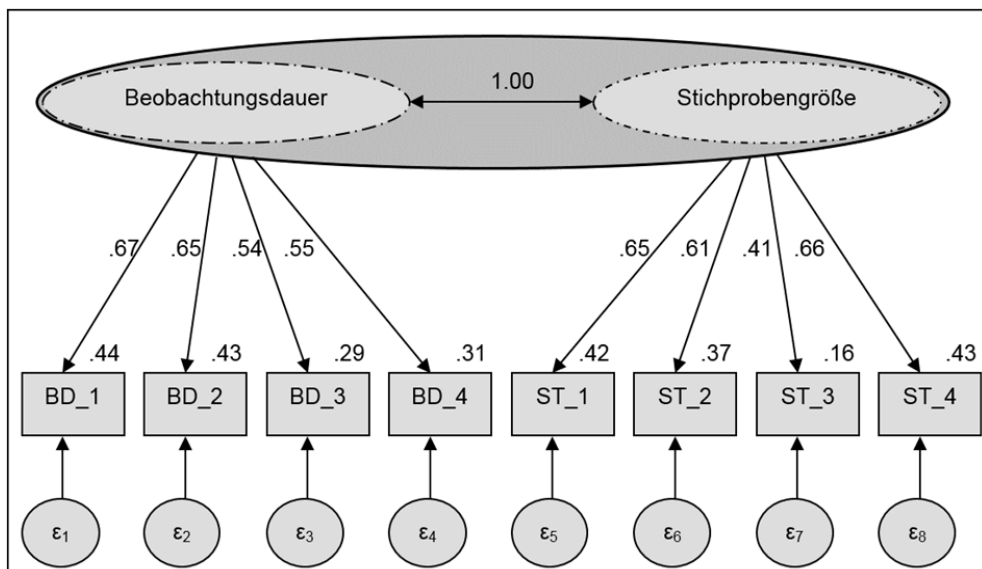 1.00
Beobachtungsdauer
Stichprobengröße
.67 .65 .54 .55 .65 .61 .41 .66
.44 .43 .29 .31 .42 .37 .16 .43
BD_1 BD_2 BD_3 BD_4 ST_1 ST_2 ST_3 ST_4
ε₁ ε₂ ε₃ ε₄ ε₅ ε₆ ε₇ ε₈